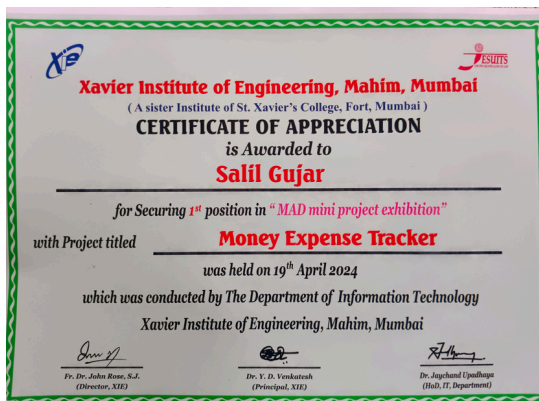 Xie
JESUITS
Xavier Institute of Engineering, Mahim, Mumbai
( A sister Institute of St. Xavier's College, Fort, Mumbai )
CERTIFICATE OF APPRECIATION
is Awarded to
Salil Gujar
for Securing 1st position in " MAD mini project exhibition"
with Project titled Money Expense Tracker
was held on 19th April 2024
which was conducted by The Department of Information Technology
Xavier Institute of Engineering, Mahim, Mumbai
Fr. Dr. John Rose, S.J. Dr. Y. D. Venkatesh Dr. Jaychand Upadhaya
(Director, XIE) (Principal, XIE) (HoD, IT, Department)